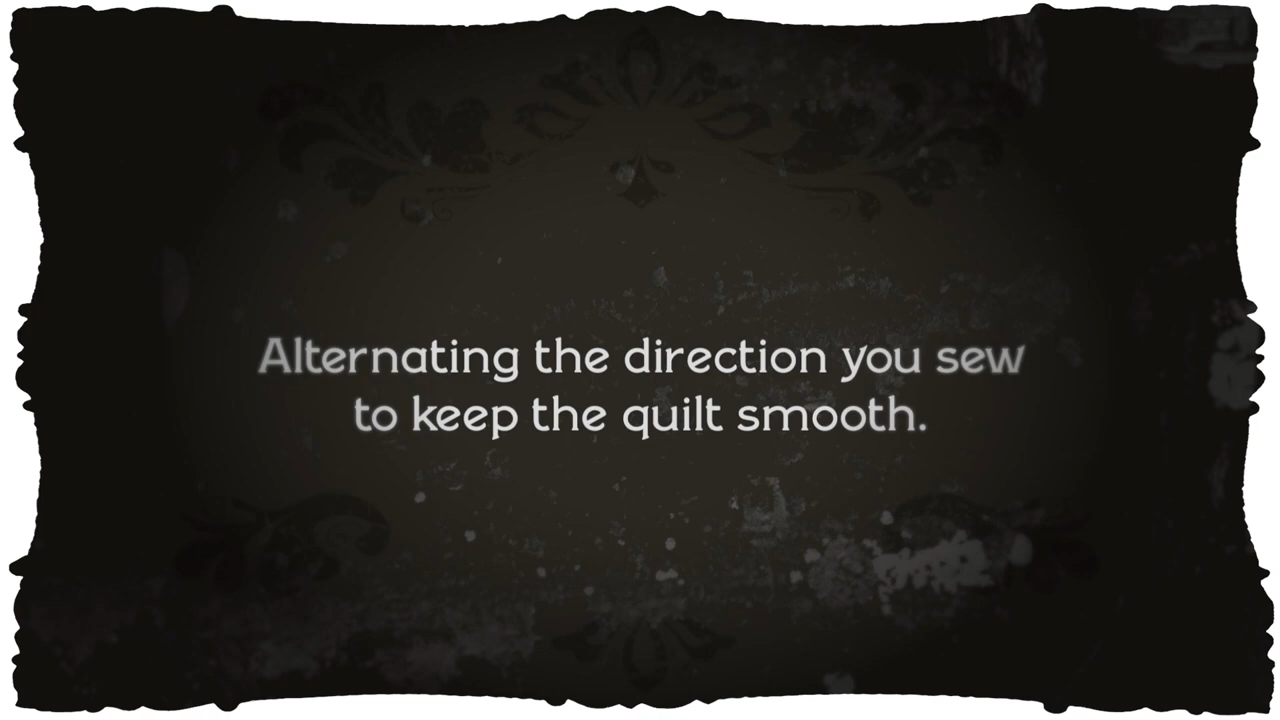 Alternating the direction you sew
to keep the quilt smooth.